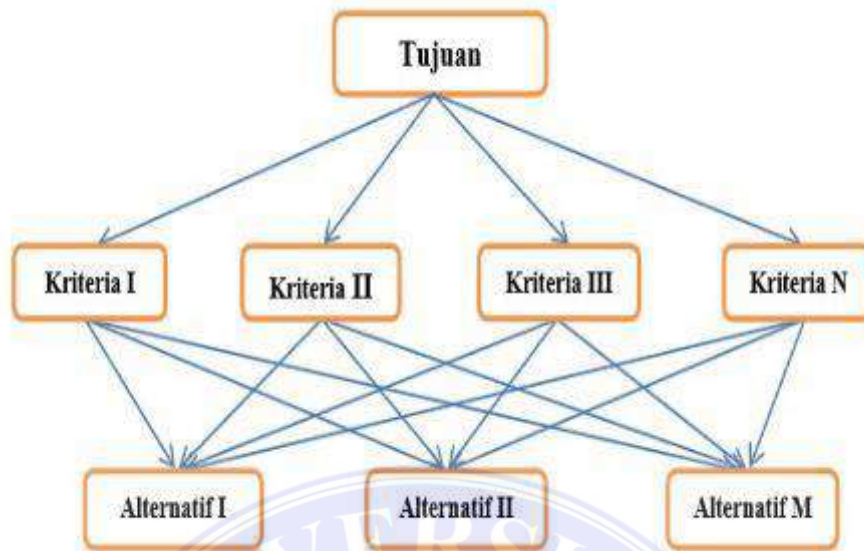 Tujuan
Kriteria I
Kriteria II
Kriteria III
Kriteria N
Alternatif I
Alternatif II
Alternatif M